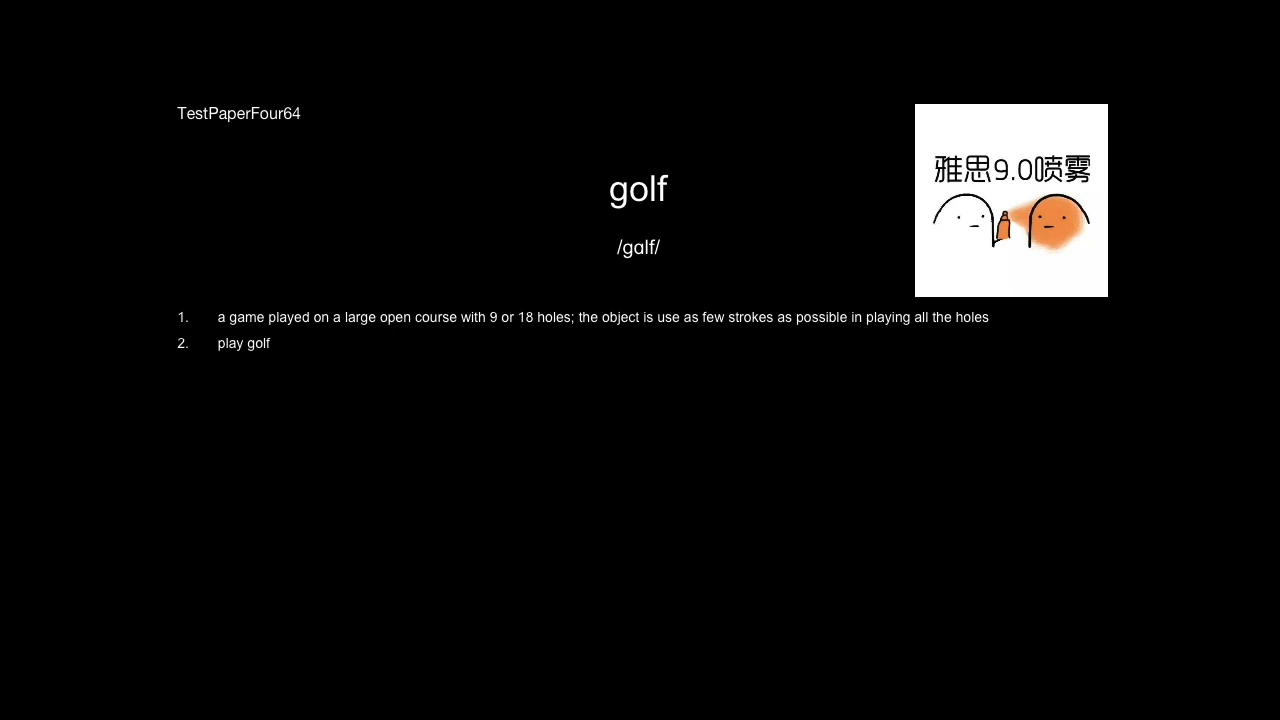 TestPaperFour64
雅思9.0喷雾
golf
/ɡɑlf/
1. a game played on a large open course with 9 or 18 holes; the object is use as few strokes as possible in playing all the holes
2. play golf